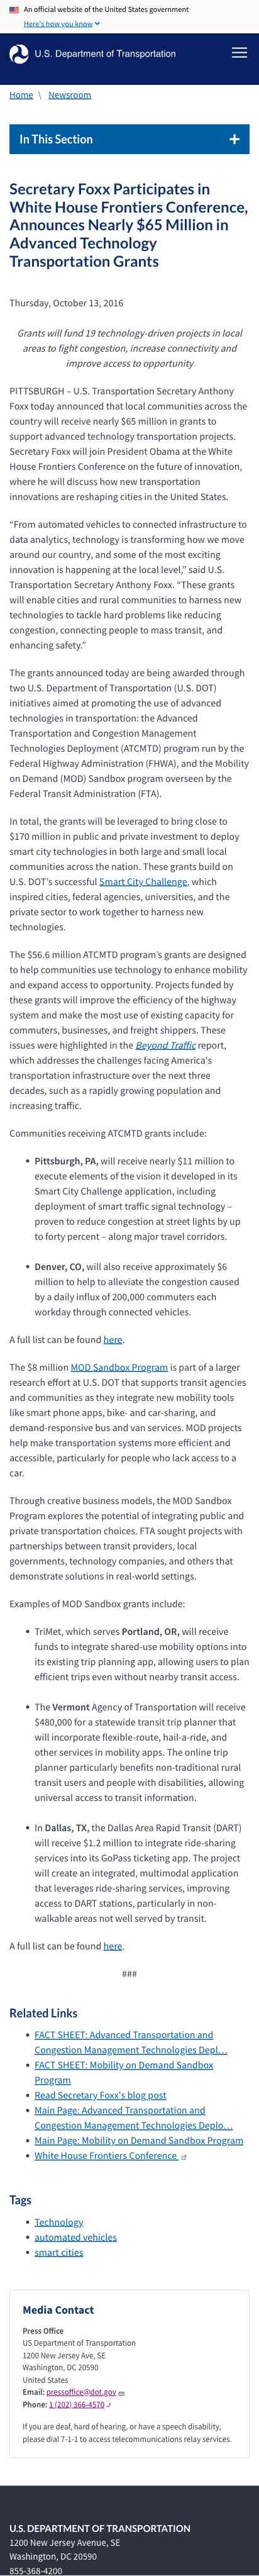 An official website of the United States government
Here's how you know
U.S. Department of Transportation
Home \ Newsroom
In This Section +
Secretary Foxx Participates in
White House Frontiers Conference,
Announces Nearly $65 Million in
Advanced Technology
Transportation Grants
Thursday, October 13, 2016
Grants will fund 19 technology-driven projects in local
areas to fight congestion, increase connectivity and
improve access to opportunity
PITTSBURGH – U.S. Transportation Secretary Anthony
Foxx today announced that local communities across the
country will receive nearly $65 million in grants to
support advanced technology transportation projects.
Secretary Foxx will join President Obama at the White
House Frontiers Conference on the future of innovation,
where he will discuss how new transportation
innovations are reshaping cities in the United States.
“From automated vehicles to connected infrastructure to
data analytics, technology is transforming how we move
around our country, and some of the most exciting
innovation is happening at the local level,” said U.S.
Transportation Secretary Anthony Foxx. “These grants
will enable cities and rural communities to harness new
technologies to tackle hard problems like reducing
congestion, connecting people to mass transit, and
enhancing safety.”
The grants announced today are being awarded through
two U.S. Department of Transportation (U.S. DOT)
initiatives aimed at promoting the use of advanced
technologies in transportation: the Advanced
Transportation and Congestion Management
Technologies Deployment (ATCMTD) program run by the
Federal Highway Administration (FHWA), and the Mobility
on Demand (MOD) Sandbox program overseen by the
Federal Transit Administration (FTA).
In total, the grants will be leveraged to bring close to
$170 million in public and private investment to deploy
smart city technologies in both large and small local
communities across the nation. These grants build on
U.S. DOT’s successful Smart City Challenge, which
inspired cities, federal agencies, universities, and the
private sector to work together to harness new
technologies.
The $56.6 million ATCMTD program’s grants are designed
to help communities use technology to enhance mobility
and expand access to opportunity. Projects funded by
these grants will improve the efficiency of the highway
system and make the most use of existing capacity for
commuters, businesses, and freight shippers. These
issues were highlighted in the Beyond Traffic report,
which addresses the challenges facing America's
transportation infrastructure over the next three
decades, such as a rapidly growing population and
increasing traffic.
Communities receiving ATCMTD grants include:
• Pittsburgh, PA, will receive nearly $11 million to
execute elements of the vision it developed in its
Smart City Challenge application, including
deployment of smart traffic signal technology –
proven to reduce congestion at street lights by up
to forty percent – along major travel corridors.
• Denver, CO, will also receive approximately $6
million to help to alleviate the congestion caused
by a daily influx of 200,000 commuters each
workday through connected vehicles.
A full list can be found here.
The $8 million MOD Sandbox Program is part of a larger
research effort at U.S. DOT that supports transit agencies
and communities as they integrate new mobility tools
like smart phone apps, bike- and car-sharing, and
demand-responsive bus and van services. MOD projects
help make transportation systems more efficient and
accessible, particularly for people who lack access to a
car.
Through creative business models, the MOD Sandbox
Program explores the potential of integrating public and
private transportation choices. FTA sought projects with
partnerships between transit providers, local
governments, technology companies, and others that
demonstrate solutions in real-world settings.
Examples of MOD Sandbox grants include:
• TriMet, which serves Portland, OR, will receive
funds to integrate shared-use mobility options into
its existing trip planning app, allowing users to plan
efficient trips even without nearby transit access.
• The Vermont Agency of Transportation will receive
$480,000 for a statewide transit trip planner that
will incorporate flexible-route, hail-a-ride, and
other services in mobility apps. The online trip
planner particularly benefits non-traditional rural
transit users and people with disabilities, allowing
universal access to transit information.
• In Dallas, TX, the Dallas Area Rapid Transit (DART)
will receive $1.2 million to integrate ride-sharing
services into its GoPass ticketing app. The project
will create an integrated, multimodal application
that leverages ride-sharing services, improving
access to DART stations, particularly in non-
walkable areas not well served by transit.
A full list can be found here.
###
Related Links
• FACT SHEET: Advanced Transportation and
Congestion Management Technologies Depl…
• FACT SHEET: Mobility on Demand Sandbox
Program
• Read Secretary Foxx's blog post
• Main Page: Advanced Transportation and
Congestion Management Technologies Deplo…
• Main Page: Mobility on Demand Sandbox Program
• White House Frontiers Conference
Tags
• Technology
• automated vehicles
• smart cities
Media Contact
Press Office
US Department of Transportation
1200 New Jersey Ave, SE
Washington, DC 20590
United States
Email: pressoffice@dot.gov
Phone: 1 (202) 366-4570
If you are deaf, hard of hearing, or have a speech disability,
please dial 7-1-1 to access telecommunications relay services.
U.S. DEPARTMENT OF TRANSPORTATION
1200 New Jersey Avenue, SE
Washington, DC 20590
855-368-4200